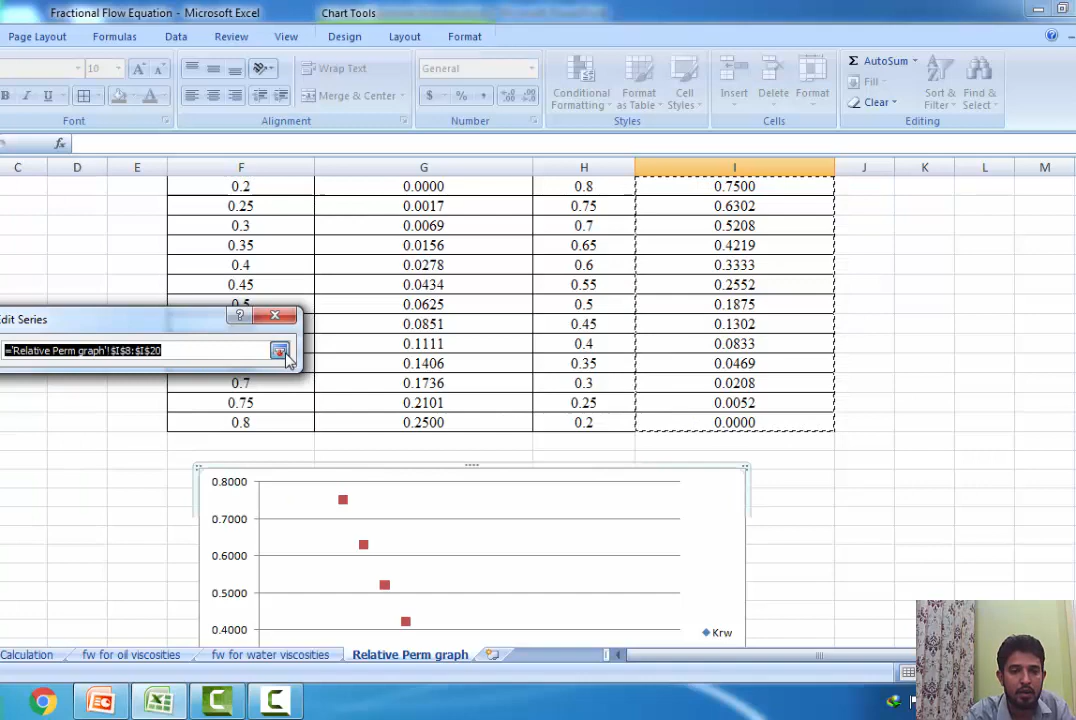 Fractional Flow Equation - Microsoft Excel
Chart Tools
Page Layout
Formulas
Data
Review
View
Design
Layout
Format
10
A
A
Wrap Text
General
Conditional Formatting
Format as Table
Cell Styles
Insert
Delete
Format
Σ AutoSum
Fill
Clear
Sort & Filter
Find & Select
B I U
Merge & Center
$ % ,
Font
Alignment
Number
Styles
Cells
Editing
fx
C D E F G H I J K L M
0.2 0.0000 0.8 0.7500
0.25 0.0017 0.75 0.6302
0.3 0.0069 0.7 0.5208
0.35 0.0156 0.65 0.4219
0.4 0.0278 0.6 0.3333
0.45 0.0434 0.55 0.2552
0.5 0.0625 0.5 0.1875
0.0851 0.45 0.1302
0.1111 0.4 0.0833
0.1406 0.35 0.0469
0.7 0.1736 0.3 0.0208
0.75 0.2101 0.25 0.0052
0.8 0.2500 0.2 0.0000
dit Series
='Relative Perm graph'!$I$8:$I$20
0.8000
0.7000
0.6000
0.5000
0.4000
Krw
Calculation
fw for oil viscosities
fw for water viscosities
Relative Perm graph